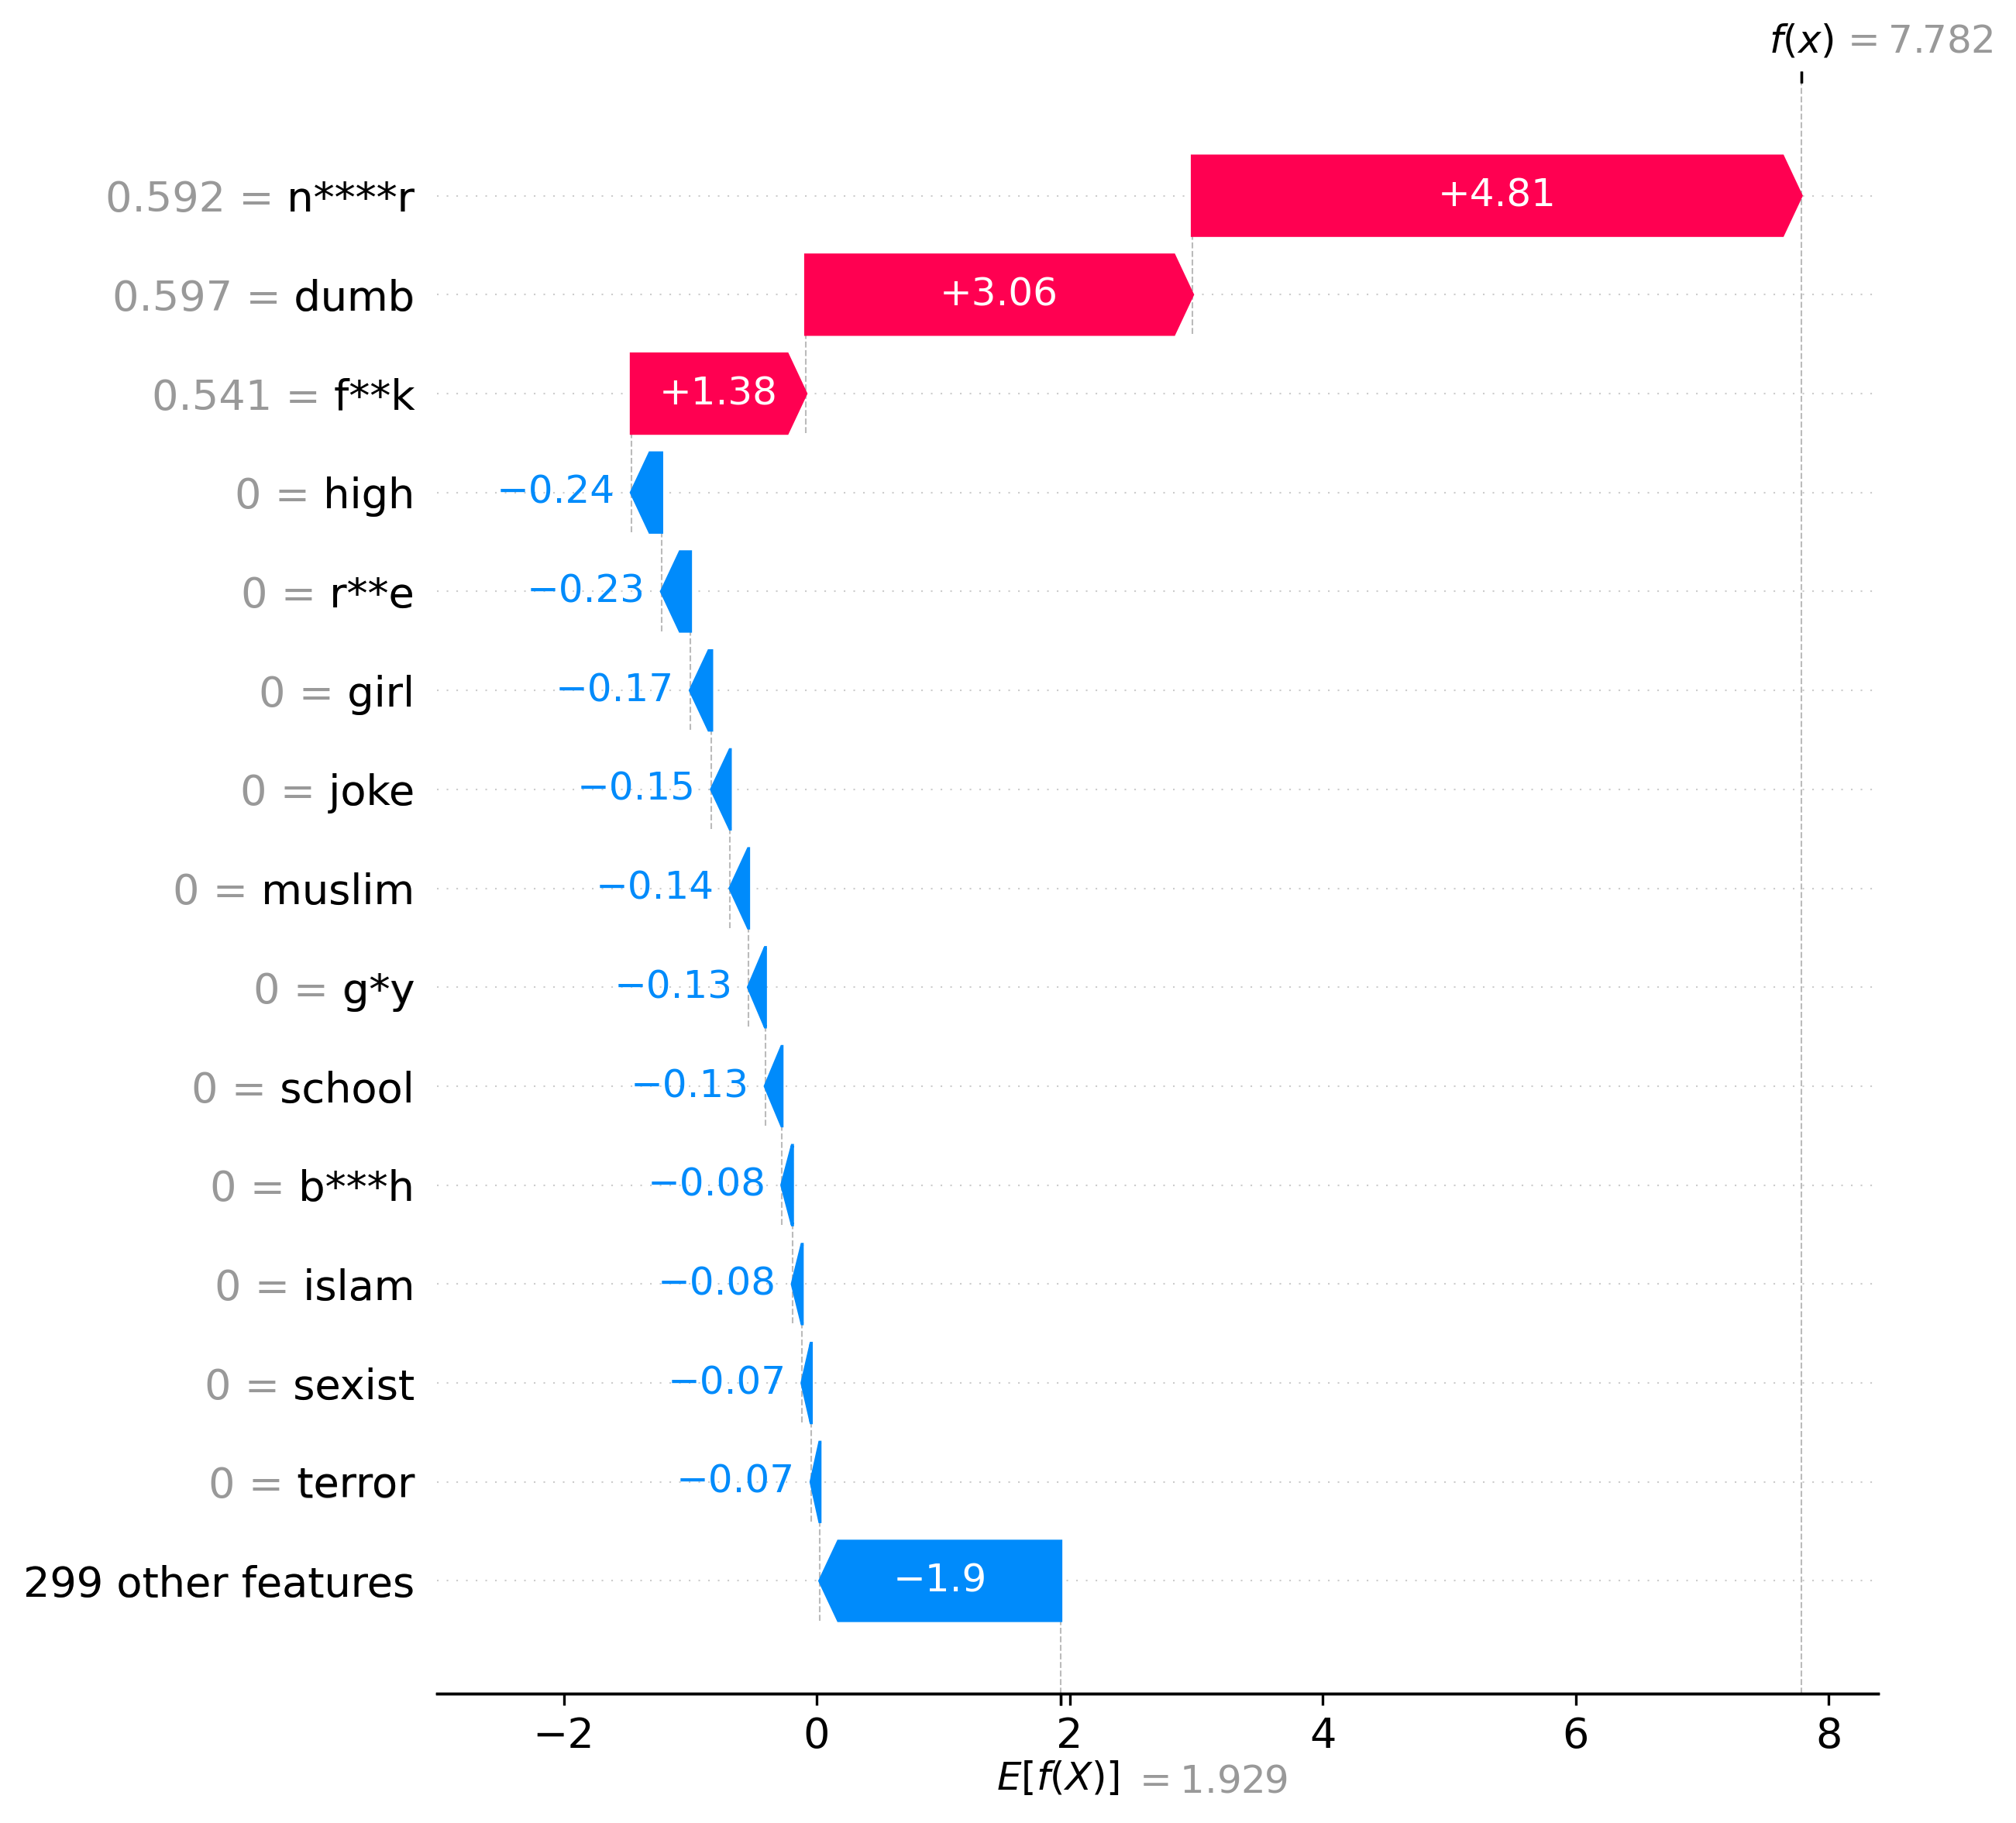 f(x) = 7.782
0.592 = n****r +4.81
0.597 = dumb +3.06
0.541 = f**k +1.38
0 = high −0.24
0 = r**e −0.23
0 = girl −0.17
0 = joke −0.15
0 = muslim −0.14
0 = g*y −0.13
0 = school −0.13
0 = b***h −0.08
0 = islam −0.08
0 = sexist −0.07
0 = terror −0.07
299 other features −1.9
−2 0 2 4 6 8
E[f(X)] = 1.929